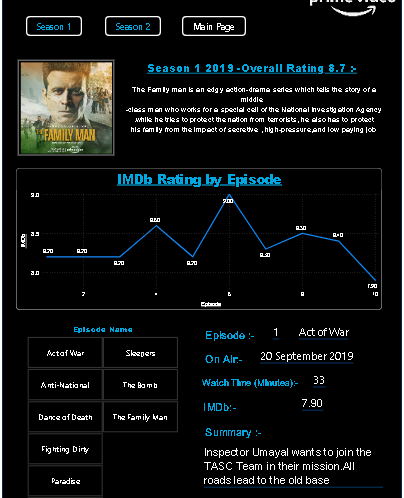 prime video
Season 1
Season 2
Main Page
Season 1 2019 -Overall Rating 8.7 :-
The Family man is an edgy action-drama series which tells the story of a
middle
-class man who works for a special cell of the National Investigation Agency
.while he tries to protect the nation from terrorists, he also has to protect
his family from the impact of secretive , high-pressure,and low paying job
THE
FAMILY MAN
IMDb Rating by Episode
9.0
8.5
8.0
IMDb
8.20
8.20
8.20
8.60
8.20
9.00
8.30
8.50
8.40
7.90
2
4
6
8
10
Episode
Episode Name
Act of War
Sleepers
Anti-National
The Bomb
Dance of Death
The Family Man
Fighting Dirty
Paradise
Episode :- 1 Act of War
On Air:- 20 September 2019
Watch Time (Minutes):- 33
IMDb:- 7.90
Summary :-
Inspector Umayal wants to join the
TASC Team in their mission.All
roads lead to the old base